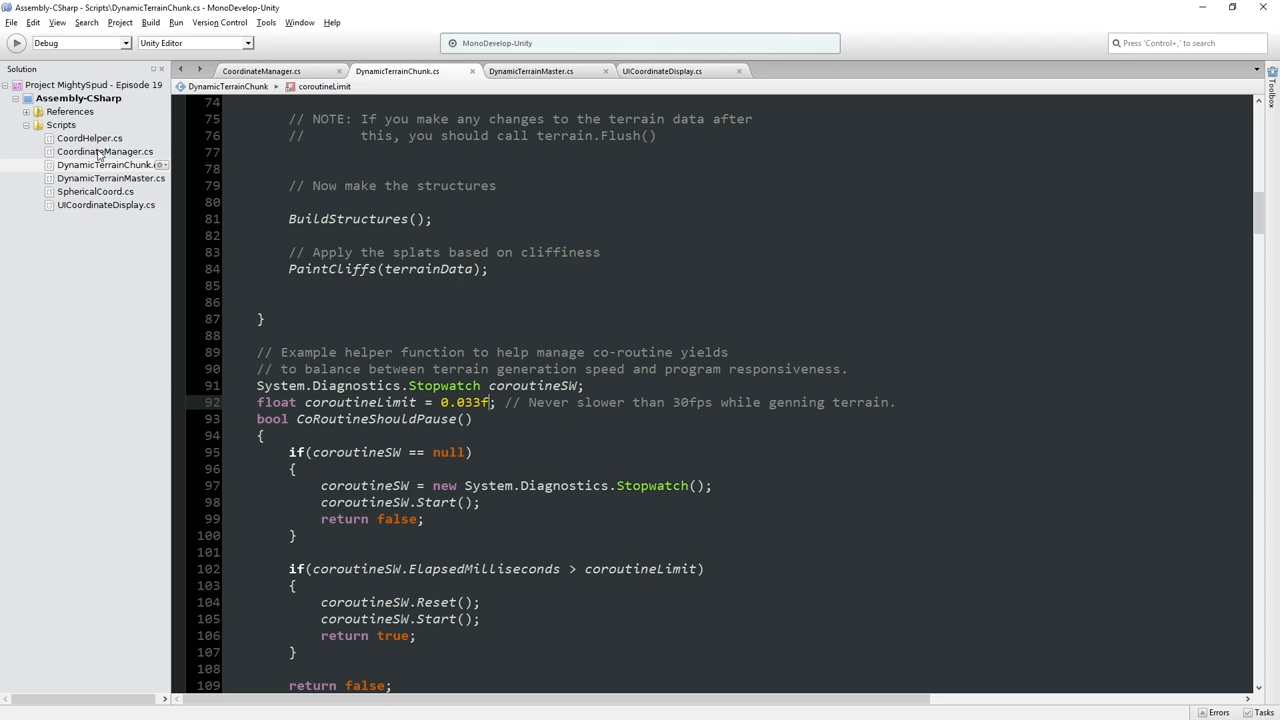 Assembly-CSharp - Scripts\DynamicTerrainChunk.cs* - MonoDevelop-Unity
File Edit View Search Project Build Run Version Control Tools Window Help
Debug Unity Editor MonoDevelop-Unity Press 'Control+,' to search
Solution
CoordinateManager.cs DynamicTerrainChunk.cs DynamicTerrainMaster.cs UICoordinateDisplay.cs
DynamicTerrainChunk coroutineLimit
Toolbox
Project MightySpud - Episode 19
Assembly-CSharp
References
Scripts
CoordHelper.cs
CoordinateManager.cs
DynamicTerrainChunk.c
DynamicTerrainMaster.cs
SphericalCoord.cs
UICoordinateDisplay.cs
74
75 // NOTE: If you make any changes to the terrain data after
76 // this, you should call terrain.Flush()
77
78
79 // Now make the structures
80
81 BuildStructures();
82
83 // Apply the splats based on cliffiness
84 PaintCliffs(terrainData);
85
86
87 }
88
89 // Example helper function to help manage co-routine yields
90 // to balance between terrain generation speed and program responsiveness.
91 System.Diagnostics.Stopwatch coroutineSW;
92 float coroutineLimit = 0.033f; // Never slower than 30fps while genning terrain.
93 bool CoRoutineShouldPause()
94 {
95 if(coroutineSW == null)
96 {
97 coroutineSW = new System.Diagnostics.Stopwatch();
98 coroutineSW.Start();
99 return false;
100 }
101
102 if(coroutineSW.ElapsedMilliseconds > coroutineLimit)
103 {
104 coroutineSW.Reset();
105 coroutineSW.Start();
106 return true;
107 }
108
109 return false;
Errors Tasks